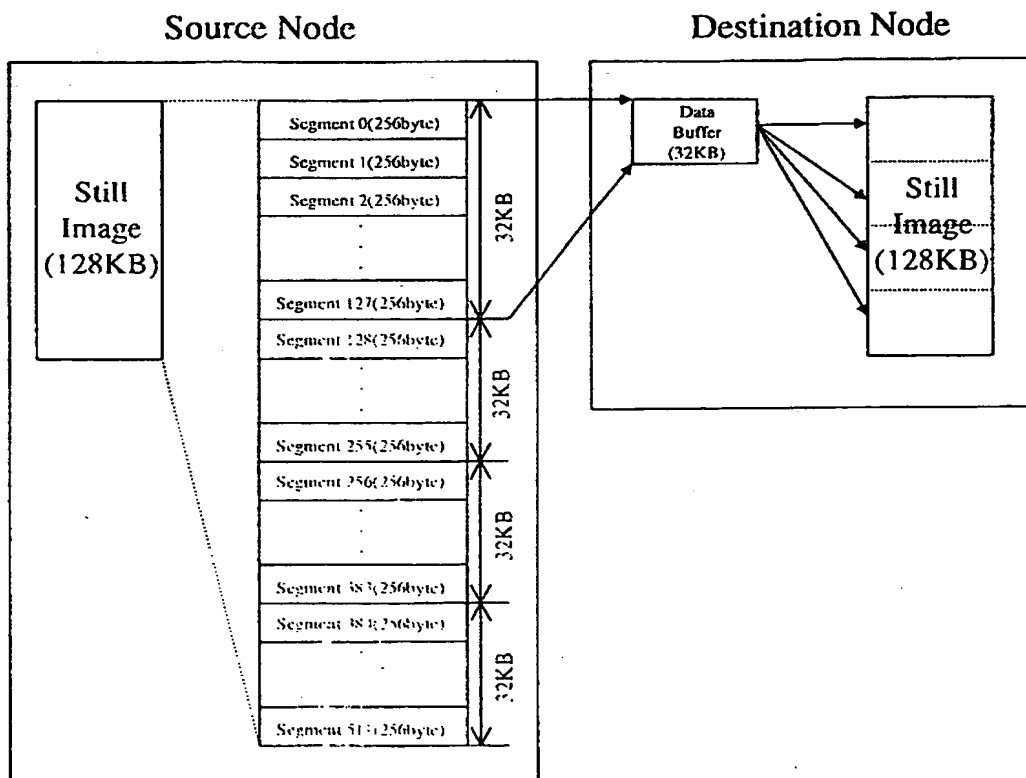 Source Node
Destination Node
Still
Image
(128KB)
Segment 0(256byte)
Segment 1(256byte)
Segment 2(256byte)
Segment 127(256byte)
Segment 128(256byte)
Segment 255(256byte)
Segment 256(256byte)
Segment 383(256byte)
Segment 384(256byte)
Segment (256byte)
32KB
32KB
32KB
32KB
Data
Buffer
(32KB)
Still
Image
(128KB)